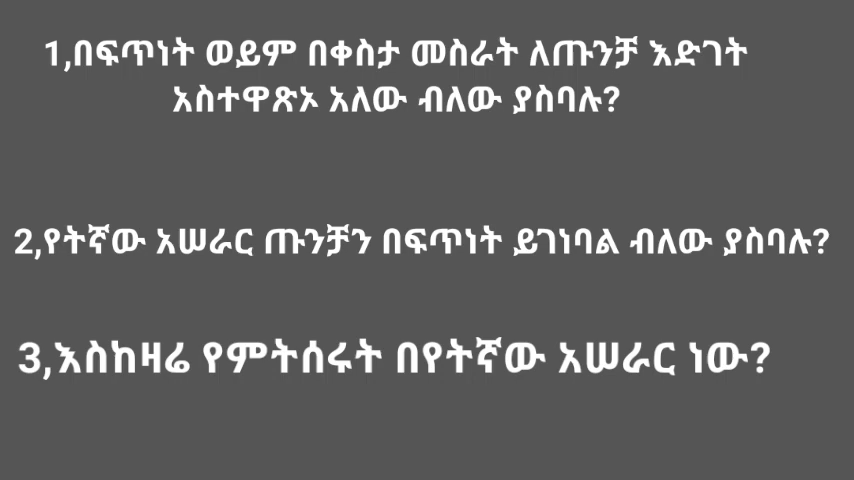 1,በፍጥነት ወይም በቀስታ መስራት ለጡንቻ እድገት
አስተዋጽኦ አለው ብለው ያስባሉ?
2,የትኛው አሠራር ጡንቻን በፍጥነት ይገነባል ብለው ያስባሉ?
3,እስከዛሬ የምትሰሩት በየትኛው አሠራር ነው?